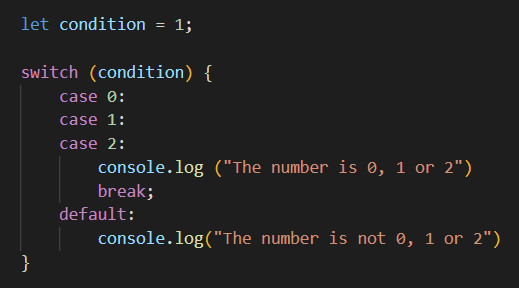 let condition = 1;
switch (condition) {
    case 0:
    case 1:
    case 2:
        console.log ("The number is 0, 1 or 2")
        break;
    default:
        console.log("The number is not 0, 1 or 2")
}